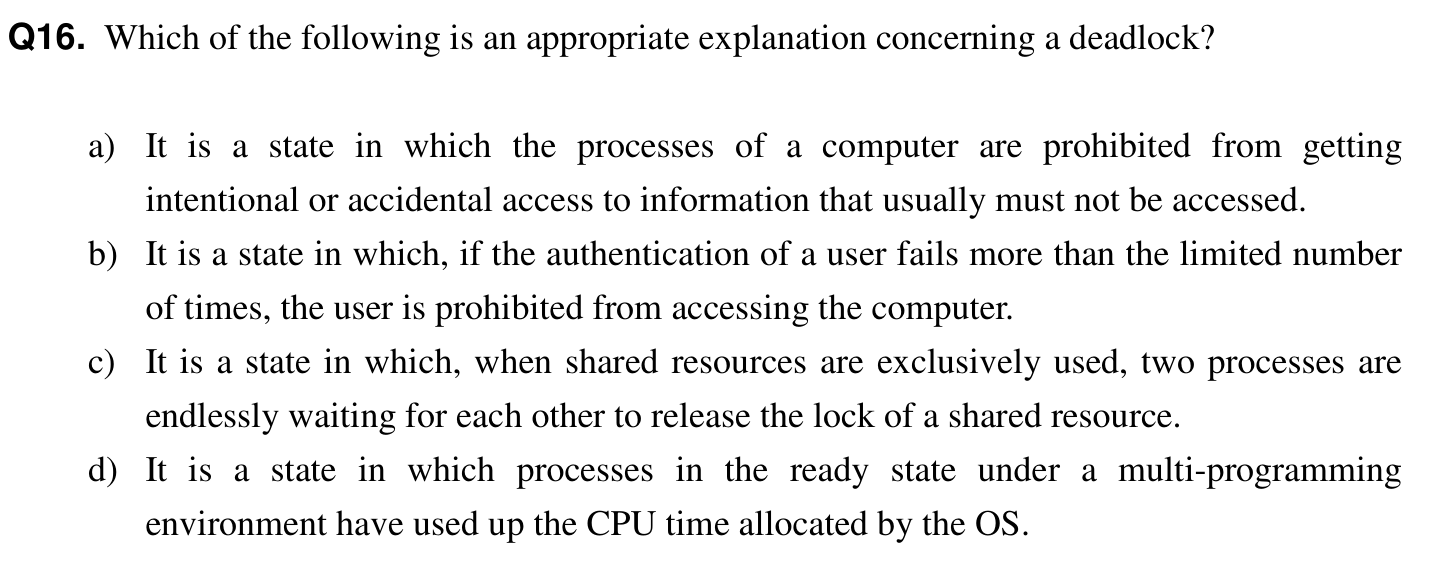 Q16. Which of the following is an appropriate explanation concerning a deadlock?
a) It is a state in which the processes of a computer are prohibited from getting
intentional or accidental access to information that usually must not be accessed.
b) It is a state in which, if the authentication of a user fails more than the limited number
of times, the user is prohibited from accessing the computer.
c) It is a state in which, when shared resources are exclusively used, two processes are
endlessly waiting for each other to release the lock of a shared resource.
d) It is a state in which processes in the ready state under a multi-programming
environment have used up the CPU time allocated by the OS.